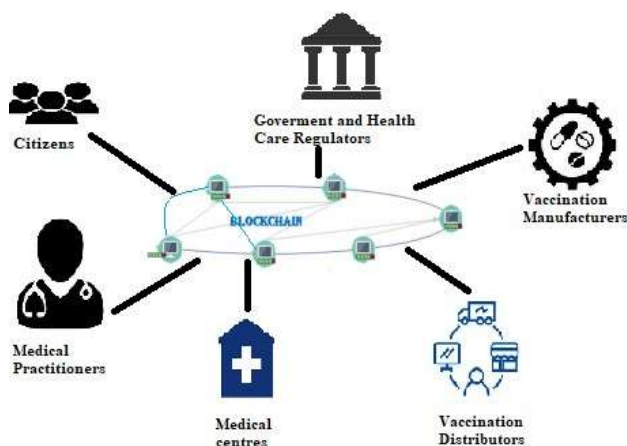 Citizens
Goverment and Health
Care Regulators
Vaccination
Manufacturers
BLOCKCHAIN
Medical
Practitioners
Medical
centres
Vaccination
Distributors